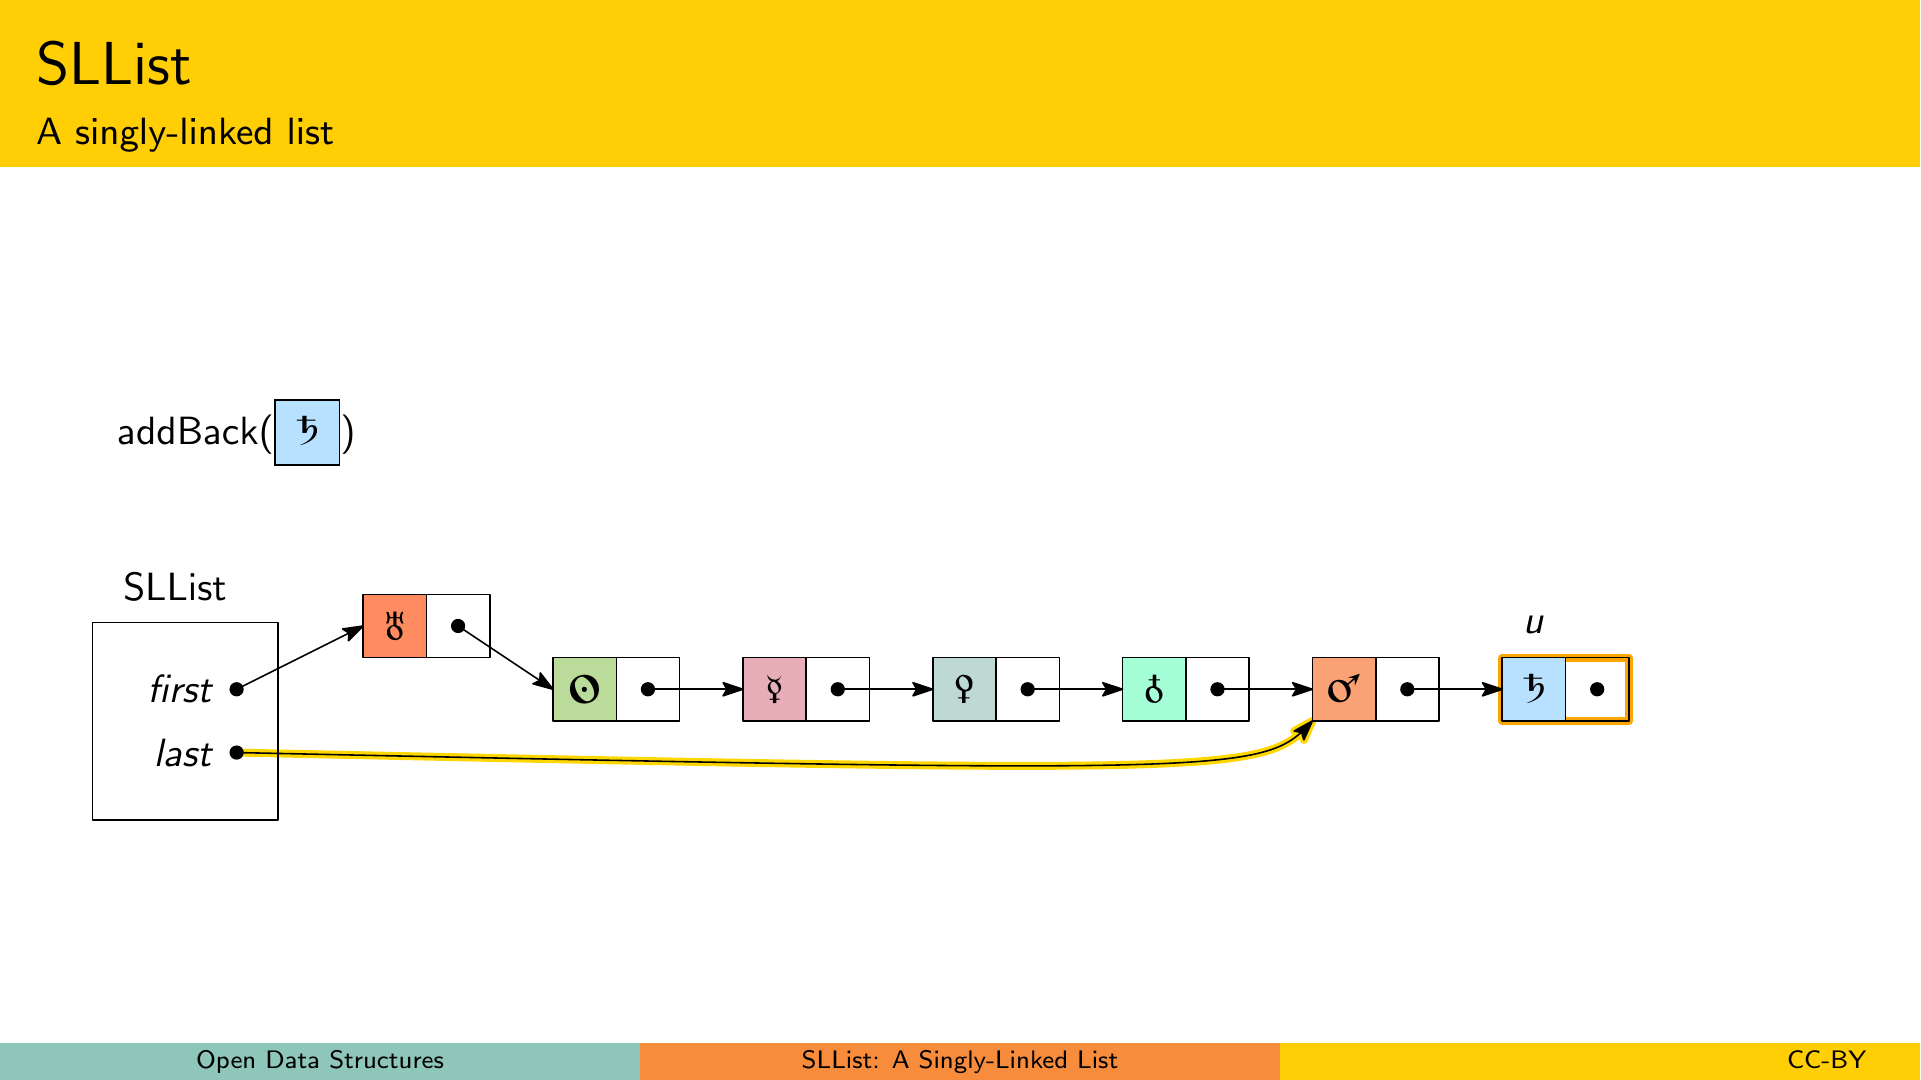 SLList
A singly-linked list
addBack(♄)
SLList
first
last
♅ ☉ ☿ ♀ ♁ ♂ ♄
u
Open Data Structures
SLList: A Singly-Linked List
CC-BY